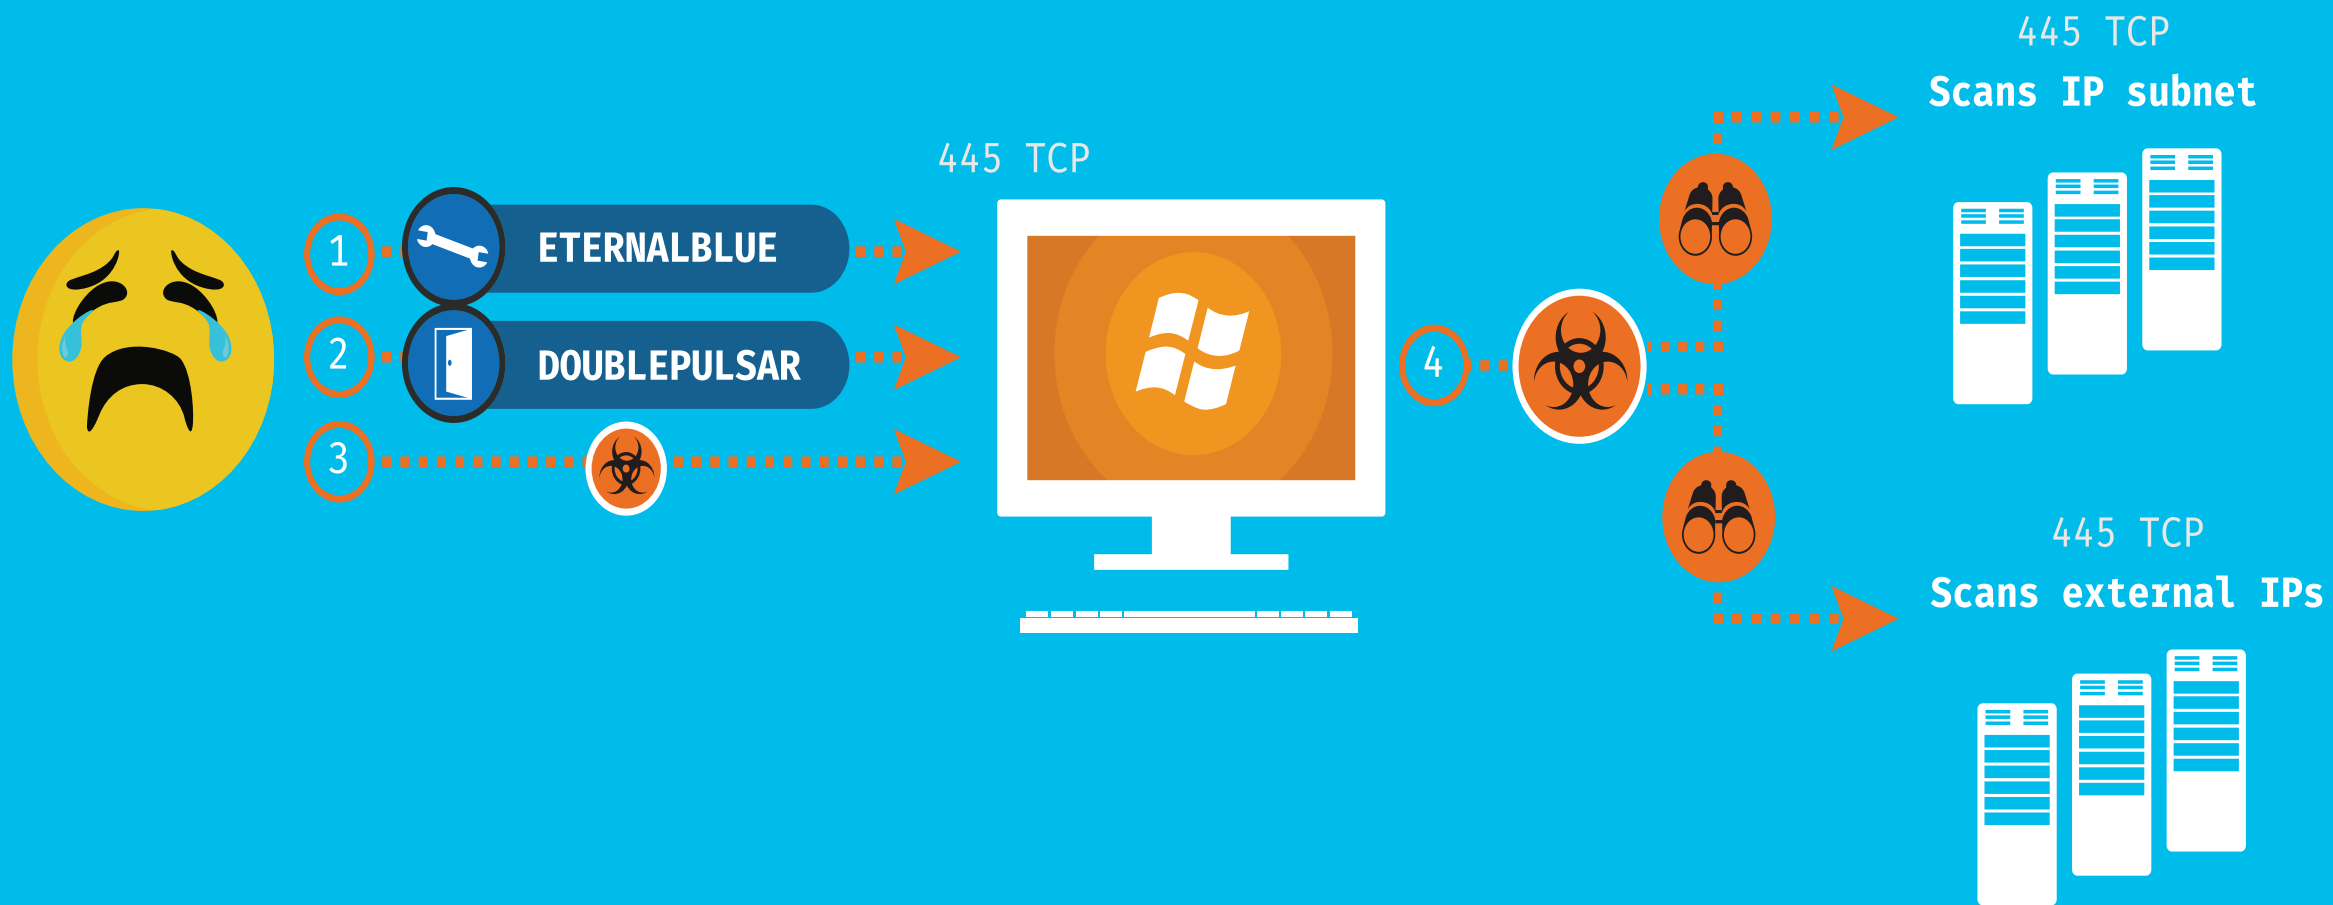 445 TCP
1
ETERNALBLUE
2
DOUBLEPULSAR
3
4
445 TCP
Scans IP subnet
445 TCP
Scans external IPs